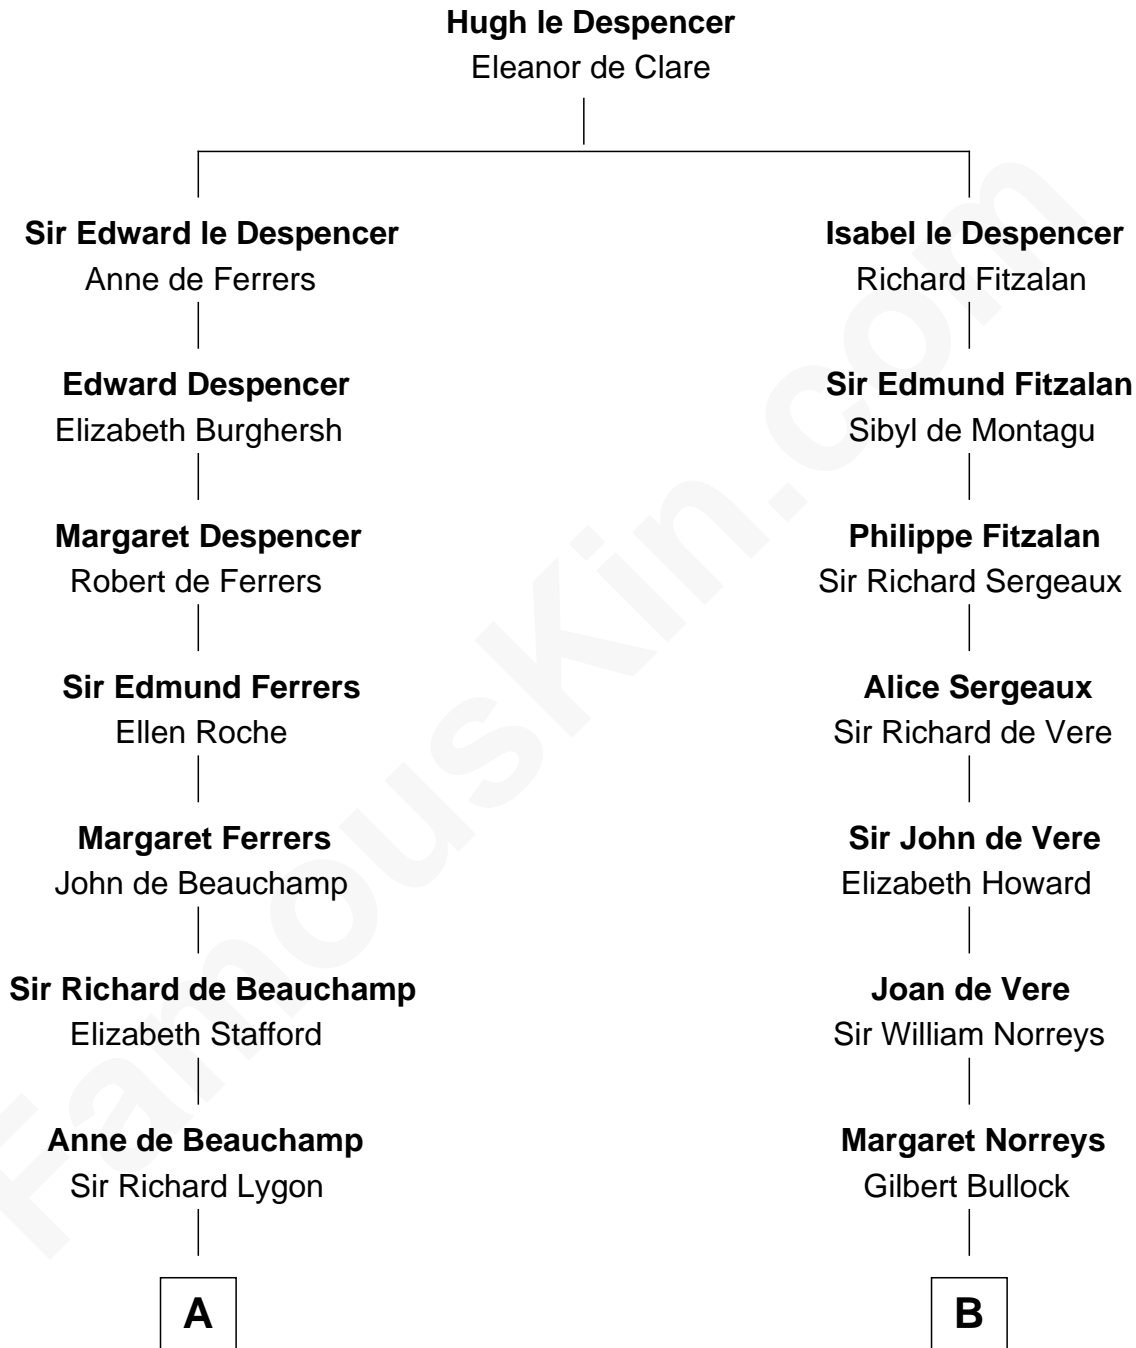 Hugh le Despencer
Eleanor de Clare
Sir Edward le Despencer
Anne de Ferrers
Isabel le Despencer
Richard Fitzalan
Edward Despencer
Elizabeth Burghersh
Sir Edmund Fitzalan
Sibyl de Montagu
Margaret Despencer
Robert de Ferrers
Philippe Fitzalan
Sir Richard Sergeaux
Sir Edmund Ferrers
Ellen Roche
Alice Sergeaux
Sir Richard de Vere
Margaret Ferrers
John de Beauchamp
Sir John de Vere
Elizabeth Howard
Sir Richard de Beauchamp
Elizabeth Stafford
Joan de Vere
Sir William Norreys
Anne de Beauchamp
Sir Richard Lygon
Margaret Norreys
Gilbert Bullock
A
B
FamousKin.com